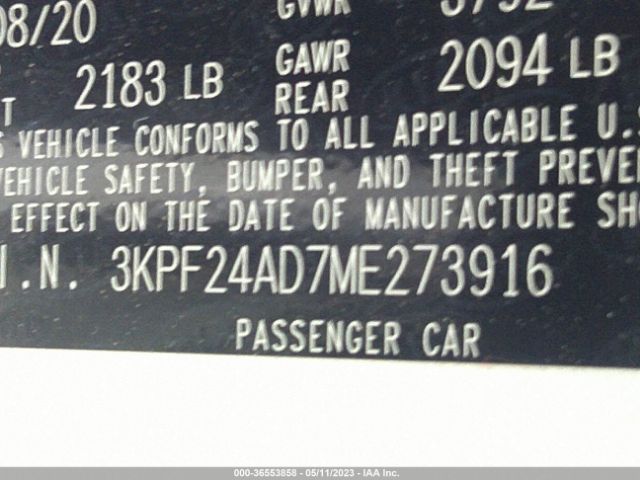 08/20 GVWR
2183 LB GAWR 2094 LB
T REAR
S VEHICLE CONFORMS TO ALL APPLICABLE U.S
VEHICLE SAFETY, BUMPER, AND THEFT PREVE
EFFECT ON THE DATE OF MANUFACTURE SH
I.N. 3KPF24AD7ME273916
PASSENGER CAR
000-36553858 - 05/11/2023 - IAA Inc.